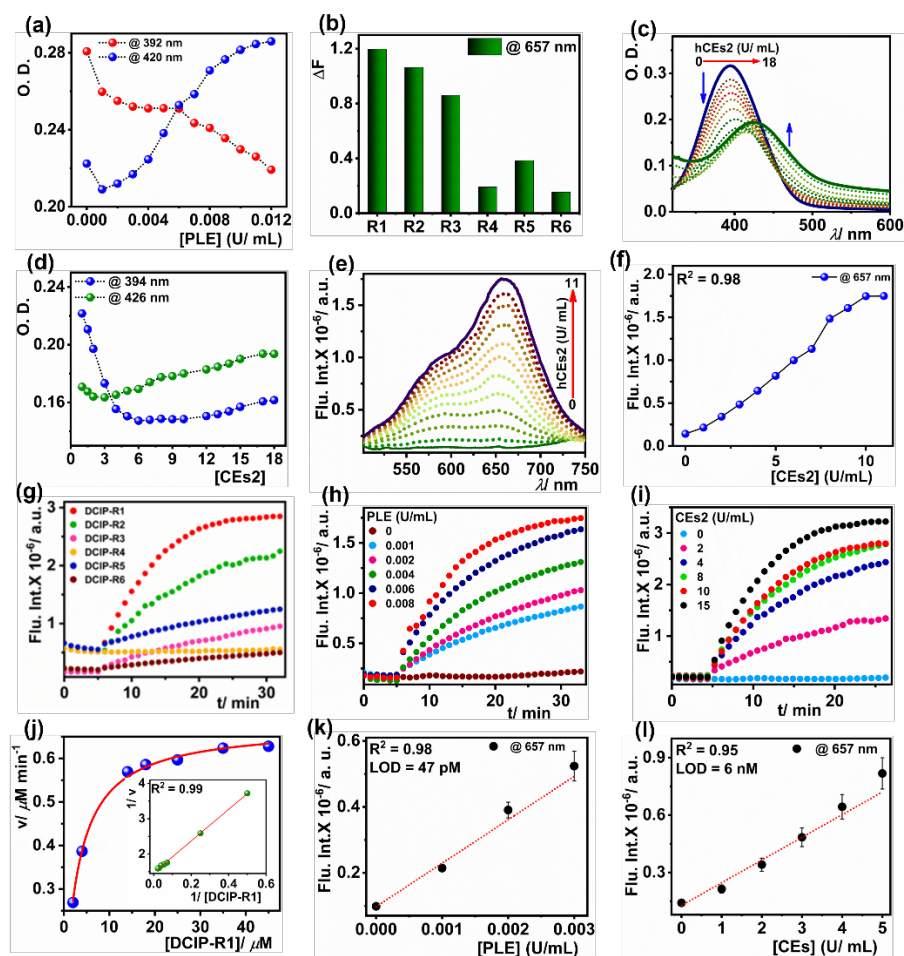 (a)
@ 392 nm
@ 420 nm
O. D.
0.28
0.24
0.20
0.000 0.004 0.008 0.012
[PLE] (U/ mL)
(b)
@ 657 nm
ΔF
1.2
0.8
0.4
0.0
R1 R2 R3 R4 R5 R6
(c)
hCEs2 (U/ mL)
0 18
O. D.
0.3
0.2
0.1
0.0
400 500 600
λ/ nm
(d)
@ 394 nm
@ 426 nm
O. D.
0.24
0.20
0.16
0 3 6 9 12 15 18
[CEs2]
(e)
11
hCEs2 (U/ mL)
0
Flu. Int.X 10⁻⁶/ a.u.
1.5
1.0
0.5
550 600 650 700 750
λ/ nm
(f)
R² = 0.98
@ 657 nm
Flu. Int.X 10⁻⁶/ a.u.
2.0
1.5
1.0
0.5
0.0
0 5 10
[CEs2] (U/mL)
(g)
DCIP-R1
DCIP-R2
DCIP-R3
DCIP-R4
DCIP-R5
DCIP-R6
Flu. Int.X 10⁻⁶/ a.u.
3
2
1
0 10 20 30
t/ min
(h)
PLE (U/mL)
0
0.001
0.002
0.004
0.006
0.008
Flu. Int.X 10⁻⁶/ a.u.
1.5
1.0
0.5
0 10 20 30
t/ min
(i)
CEs2 (U/mL)
0
2
4
8
10
15
Flu. Int.X 10⁻⁶/ a.u.
3
2
1
0
0 10 20
t/ min
(j)
v/ μM min⁻¹
0.6
0.5
0.4
0.3
0 10 20 30 40
[DCIP-R1]/ μM
R² = 0.99
1/ v
4
3
2
0.0 0.2 0.4 0.6
1/ [DCIP-R1]
(k)
R² = 0.98
LOD = 47 pM
@ 657 nm
Flu. Int.X 10⁻⁶/ a. u.
0.6
0.4
0.2
0.000 0.001 0.002 0.003
[PLE] (U/mL)
(l)
R² = 0.95
LOD = 6 nM
@ 657 nm
Flu. Int.X 10⁻⁶/ a.u.
0.9
0.6
0.3
0 1 2 3 4 5
[CEs] (U/ mL)